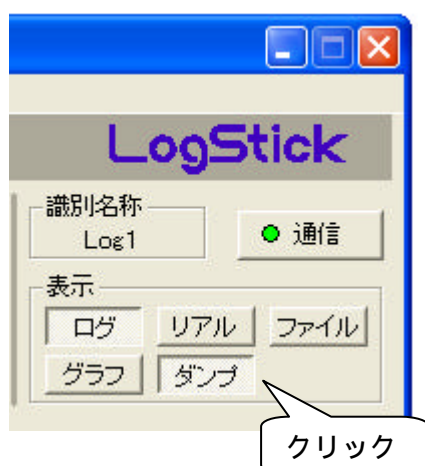 LogStick
識別名称
Log1
通信
表示
ログ リアル ファイル
グラフ ダンプ
クリック